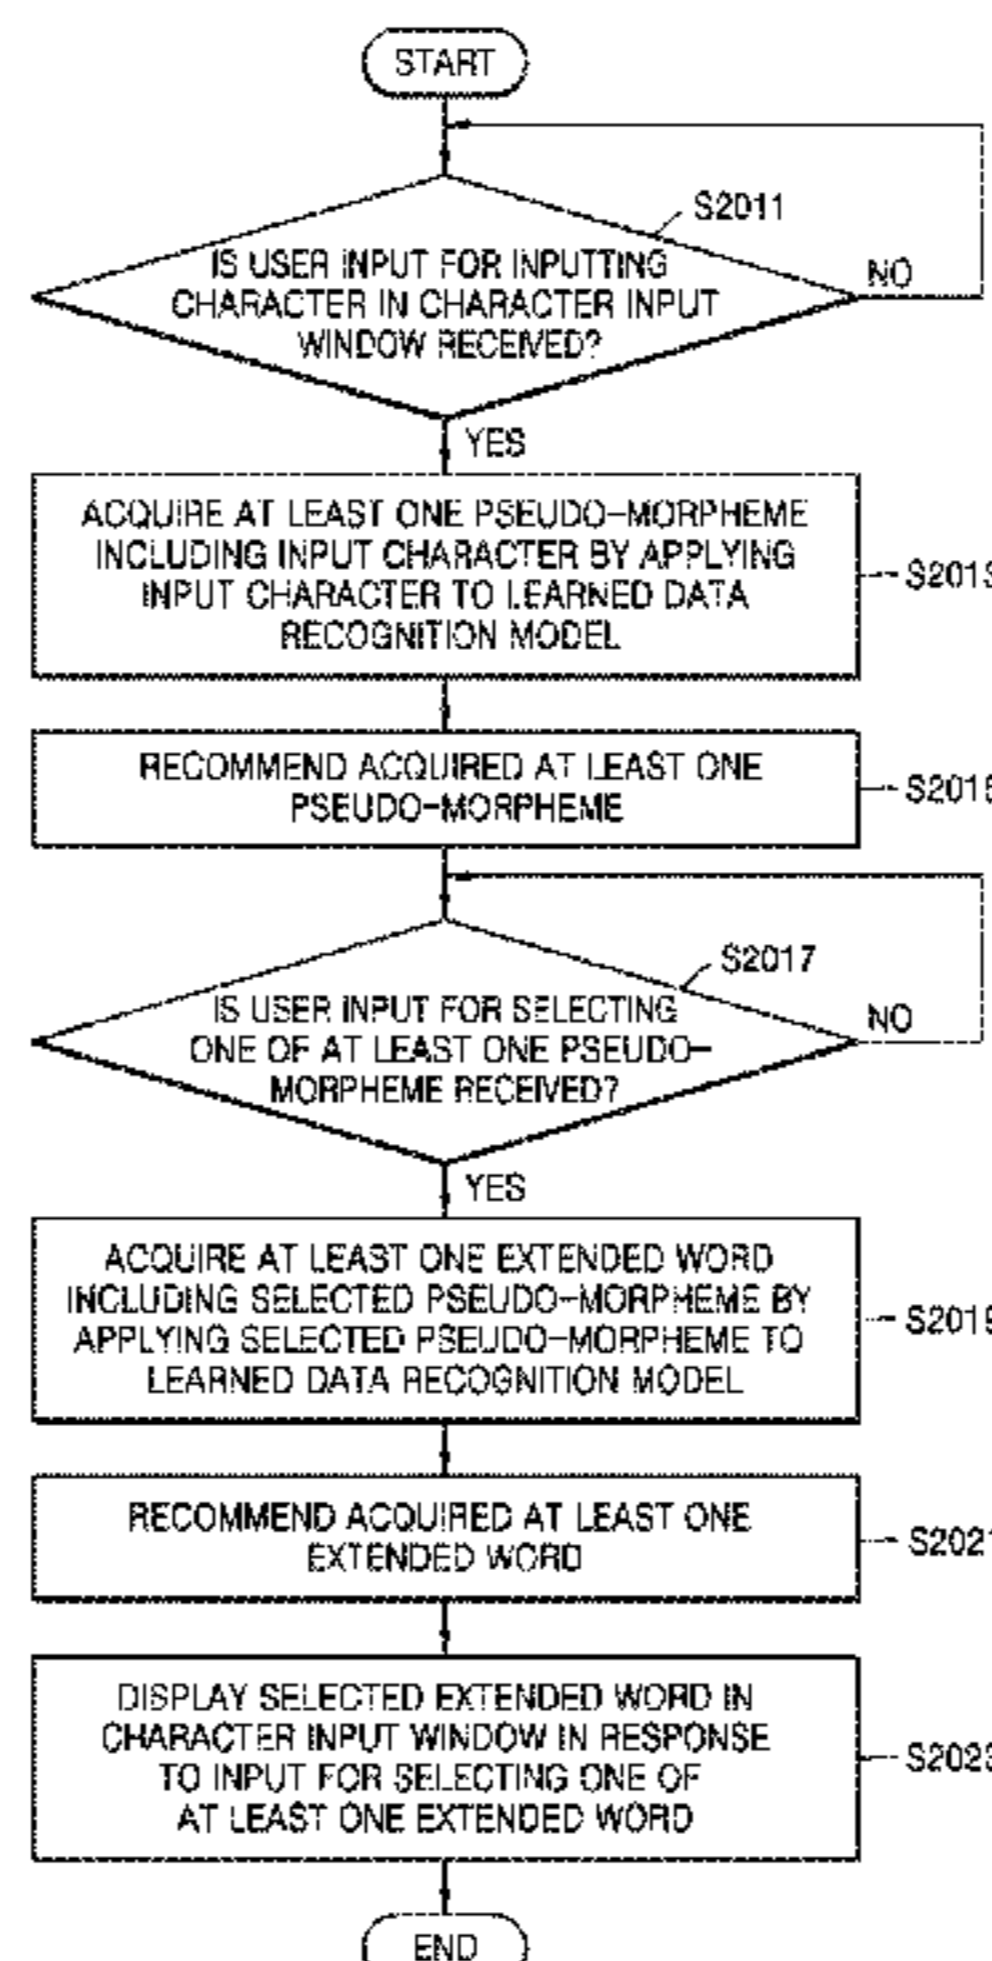 START
S2011
IS USER INPUT FOR INPUTTING
CHARACTER IN CHARACTER INPUT
WINDOW RECEIVED?
NO
YES
ACQUIRE AT LEAST ONE PSEUDO-MORPHEME
INCLUDING INPUT CHARACTER BY APPLYING
INPUT CHARACTER TO LEARNED DATA
RECOGNITION MODEL
RECOMMEND ACQUIRED AT LEAST ONE
PSEUDO-MORPHEME
S2017
IS USER INPUT FOR SELECTING
ONE OF AT LEAST ONE PSEUDO-
MORPHEME RECEIVED?
NO
YES
ACQUIRE AT LEAST ONE EXTENDED WORD
INCLUDING SELECTED PSEUDO-MORPHEME BY
APPLYING SELECTED PSEUDO-MORPHEME TO
LEARNED DATA RECOGNITION MODEL
RECOMMEND ACQUIRED AT LEAST ONE
EXTENDED WORD
DISPLAY SELECTED EXTENDED WORD IN
CHARACTER INPUT WINDOW IN RESPONSE
TO INPUT FOR SELECTING ONE OF
AT LEAST ONE EXTENDED WORD
END